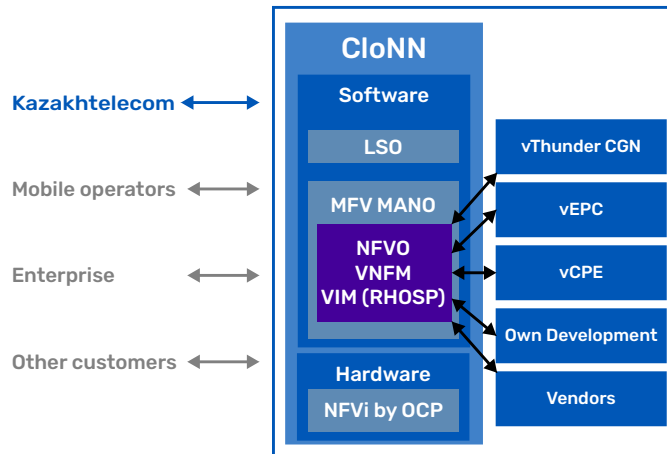 CloNN
Software
LSO
MFV MANO
NFVO
VNFM
VIM (RHOSP)
Hardware
NFVi by OCP
Kazakhtelecom
Mobile operators
Enterprise
Other customers
vThunder CGN
vEPC
vCPE
Own Development
Vendors